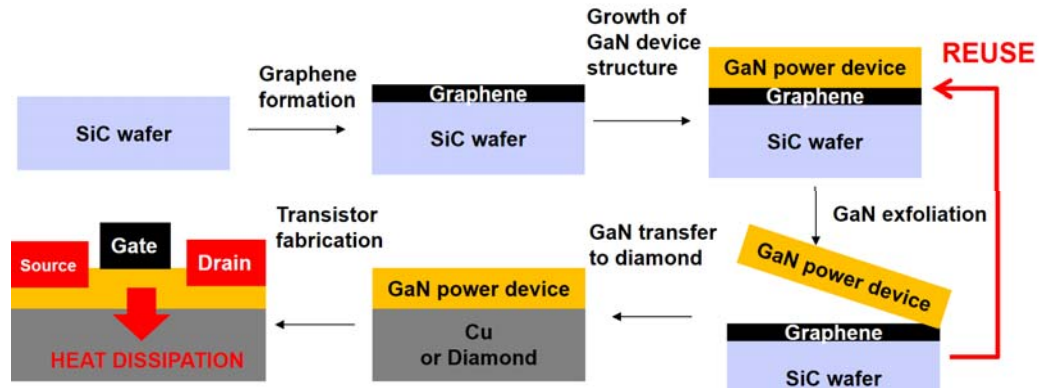 SiC wafer
Graphene
formation
Graphene
SiC wafer
Growth of
GaN device
structure
GaN power device
Graphene
SiC wafer
REUSE
GaN exfoliation
GaN power device
Graphene
SiC wafer
GaN transfer
to diamond
GaN power device
Cu
or Diamond
Transistor
fabrication
Source
Gate
Drain
HEAT DISSIPATION